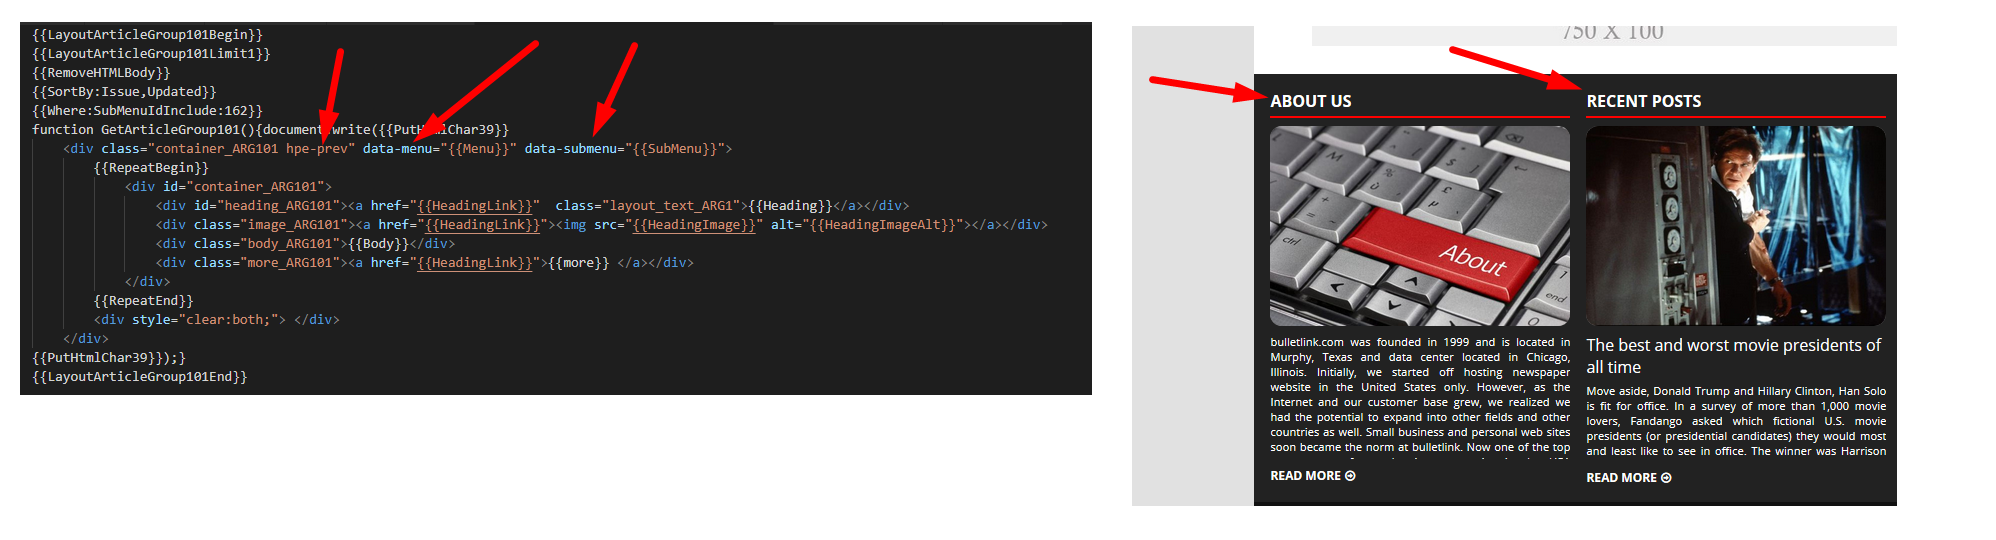 {{LayoutArticleGroup101Begin}}
{{LayoutArticleGroup101Limit1}}
{{RemoveHTMLBody}}
{{SortBy:Issue,Updated}}
{{Where:SubMenuIdInclude:162}}
function GetArticleGroup101(){document.write({{PutHtmlChar39}}
<div class="container_ARG101 hpe-prev" data-menu="{{Menu}}" data-submenu="{{SubMenu}}">
{{RepeatBegin}}
<div id="container_ARG101">
<div id="heading_ARG101"><a href="{{HeadingLink}}"  class="layout_text_ARG1">{{Heading}}</a></div>
<div class="image_ARG101"><a href="{{HeadingLink}}"><img src="{{HeadingImage}}" alt="{{HeadingImageAlt}}"></a></div>
<div class="body_ARG101">{{Body}}</div>
<div class="more_ARG101"><a href="{{HeadingLink}}">{{more}} </a></div>
</div>
{{RepeatEnd}}
<div style="clear:both;"> </div>
</div>
{{PutHtmlChar39}});}
{{LayoutArticleGroup101End}}
750 X 100
ABOUT US
About
ctrl
end
bulletlink.com was founded in 1999 and is located in
Murphy, Texas and data center located in Chicago,
Illinois. Initially, we started off hosting newspaper
website in the United States only. However, as the
Internet and our customer base grew, we realized we
had the potential to expand into other fields and other
countries as well. Small business and personal web sites
soon became the norm at bulletlink. Now one of the top
READ MORE
RECENT POSTS
The best and worst movie presidents of
all time
Move aside, Donald Trump and Hillary Clinton, Han Solo
is fit for office. In a survey of more than 1,000 movie
lovers, Fandango asked which fictional U.S. movie
presidents (or presidential candidates) they would most
and least like to see in office. The winner was Harrison
READ MORE